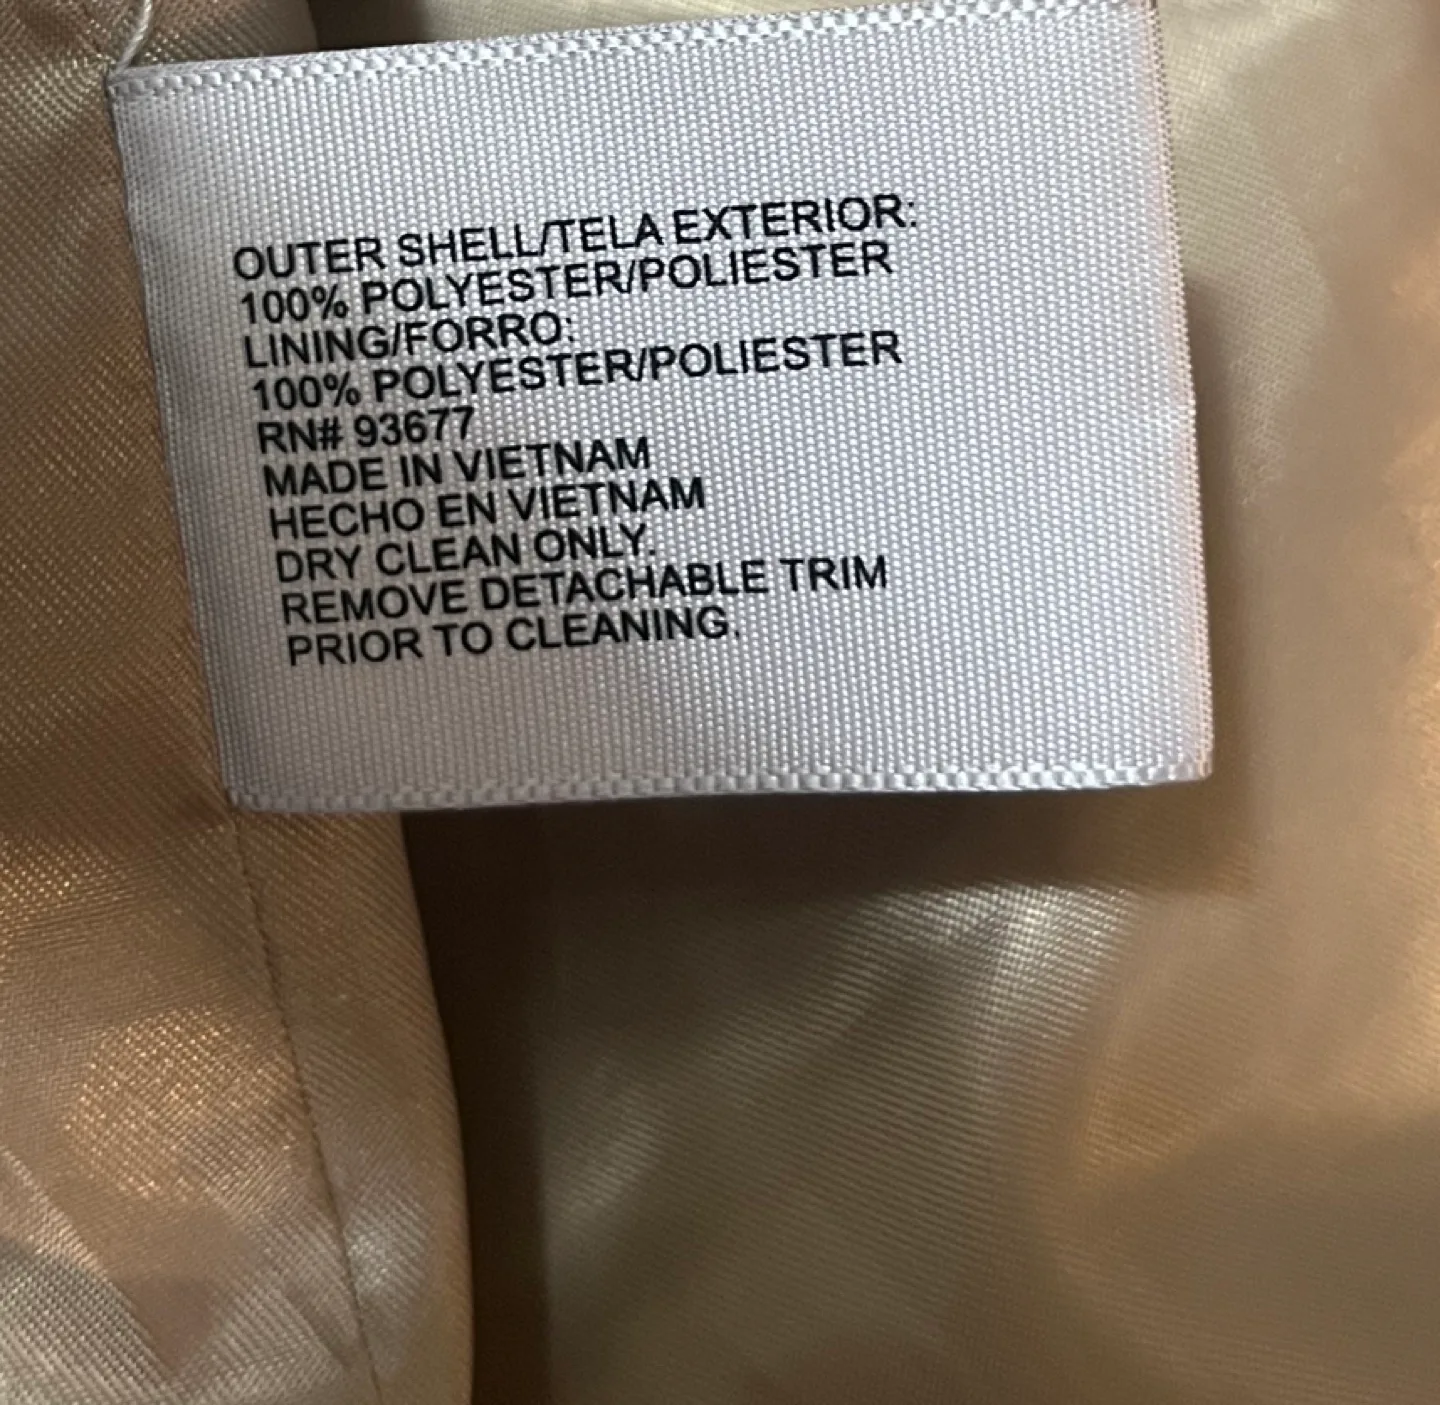 OUTER SHELL/TELA EXTERIOR:
100% POLYESTER/POLIESTER
LINING/FORRO:
100% POLYESTER/POLIESTER
RN# 93677
MADE IN VIETNAM
HECHO EN VIETNAM
DRY CLEAN ONLY.
REMOVE DETACHABLE TRIM
PRIOR TO CLEANING.